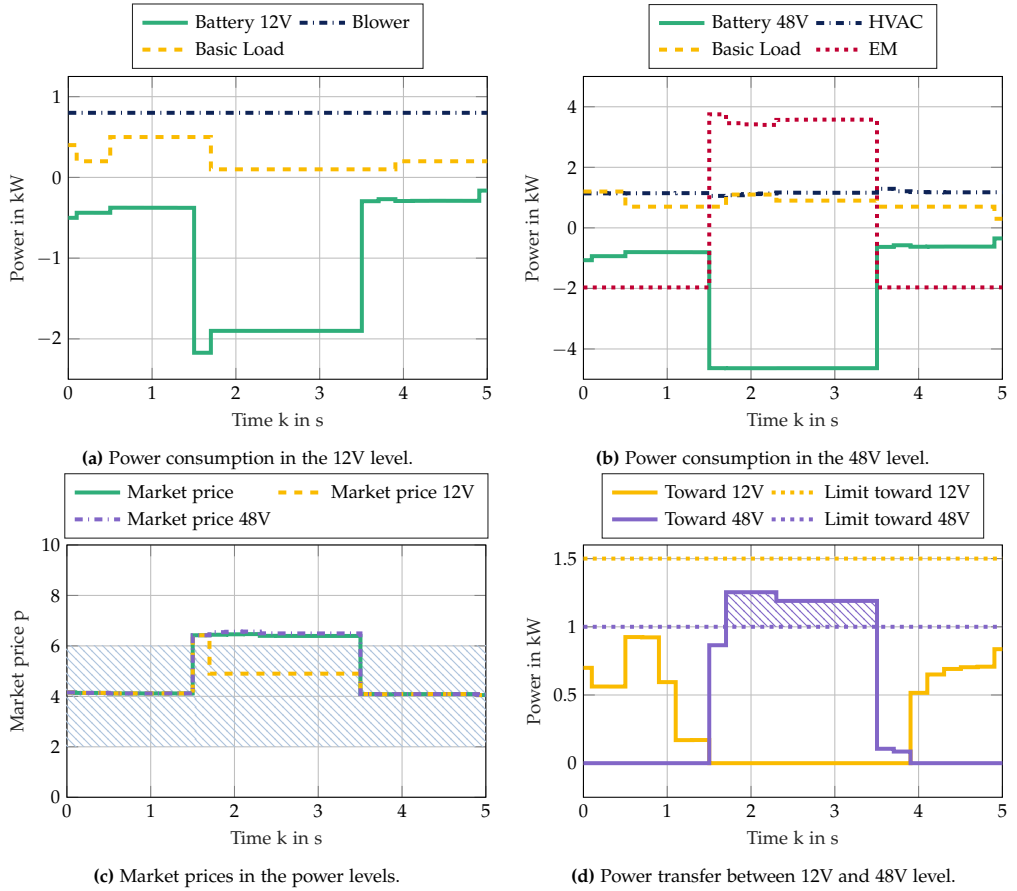 Battery 12V Blower
Basic Load
Power in kW
1
0
−1
−2
0 1 2 3 4 5
Time k in s
(a) Power consumption in the 12V level.
Battery 48V HVAC
Basic Load EM
Power in kW
4
2
0
−2
−4
0 1 2 3 4 5
Time k in s
(b) Power consumption in the 48V level.
Market price Market price 12V
Market price 48V
Market price p
10
8
6
4
2
0
0 1 2 3 4 5
Time k in s
(c) Market prices in the power levels.
Toward 12V Limit toward 12V
Toward 48V Limit toward 48V
Power in kW
1.5
1
0.5
0
0 1 2 3 4 5
Time k in s
(d) Power transfer between 12V and 48V level.